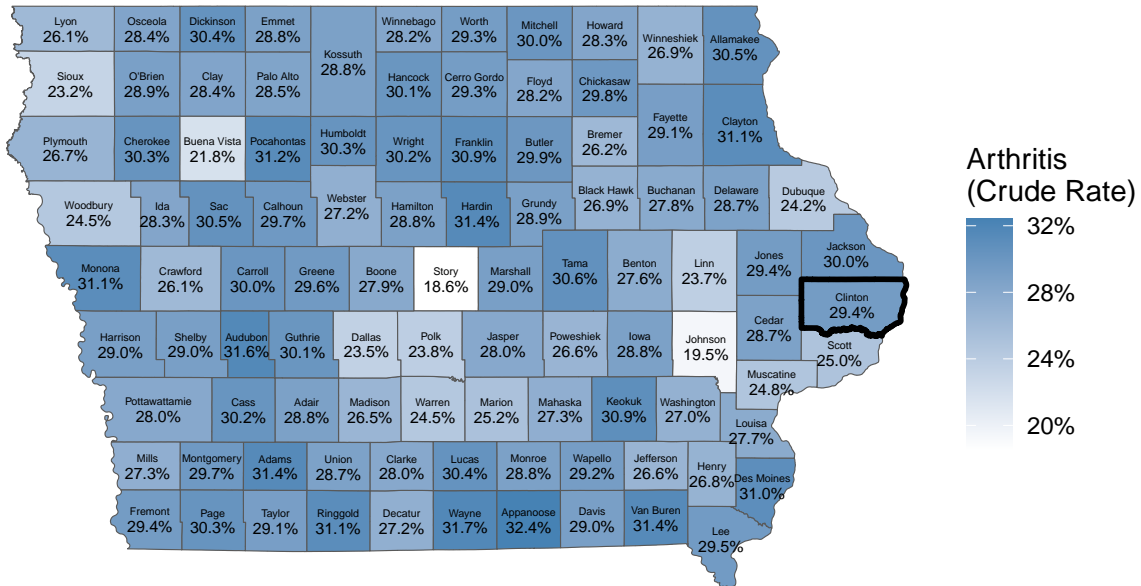 Lyon
26.1%
Osceola
28.4%
Dickinson
30.4%
Emmet
28.8%
Winnebago
28.2%
Worth
29.3%
Mitchell
30.0%
Howard
28.3%
Winneshiek
26.9%
Allamakee
30.5%
Kossuth
28.8%
Sioux
23.2%
O'Brien
28.9%
Clay
28.4%
Palo Alto
28.5%
Hancock
30.1%
Cerro Gordo
29.3%
Floyd
28.2%
Chickasaw
29.8%
Fayette
29.1%
Clayton
31.1%
Plymouth
26.7%
Cherokee
30.3%
Buena Vista
21.8%
Pocahontas
31.2%
Humboldt
30.3%
Wright
30.2%
Franklin
30.9%
Butler
29.9%
Bremer
26.2%
Woodbury
24.5%
Ida
28.3%
Sac
30.5%
Calhoun
29.7%
Webster
27.2%
Hamilton
28.8%
Hardin
31.4%
Grundy
28.9%
Black Hawk
26.9%
Buchanan
27.8%
Delaware
28.7%
Dubuque
24.2%
Monona
31.1%
Crawford
26.1%
Carroll
30.0%
Greene
29.6%
Boone
27.9%
Story
18.6%
Marshall
29.0%
Tama
30.6%
Benton
27.6%
Linn
23.7%
Jones
29.4%
Jackson
30.0%
Clinton
29.4%
Cedar
28.7%
Scott
25.0%
Harrison
29.0%
Shelby
29.0%
Audubon
31.6%
Guthrie
30.1%
Dallas
23.5%
Polk
23.8%
Jasper
28.0%
Poweshiek
26.6%
Iowa
28.8%
Johnson
19.5%
Muscatine
24.8%
Pottawattamie
28.0%
Cass
30.2%
Adair
28.8%
Madison
26.5%
Warren
24.5%
Marion
25.2%
Mahaska
27.3%
Keokuk
30.9%
Washington
27.0%
Louisa
27.7%
Mills
27.3%
Montgomery
29.7%
Adams
31.4%
Union
28.7%
Clarke
28.0%
Lucas
30.4%
Monroe
28.8%
Wapello
29.2%
Jefferson
26.6%
Henry
26.8%
Des Moines
31.0%
Fremont
29.4%
Page
30.3%
Taylor
29.1%
Ringgold
31.1%
Decatur
27.2%
Wayne
31.7%
Appanoose
32.4%
Davis
29.0%
Van Buren
31.4%
Lee
29.5%
Arthritis
(Crude Rate)
32%
28%
24%
20%